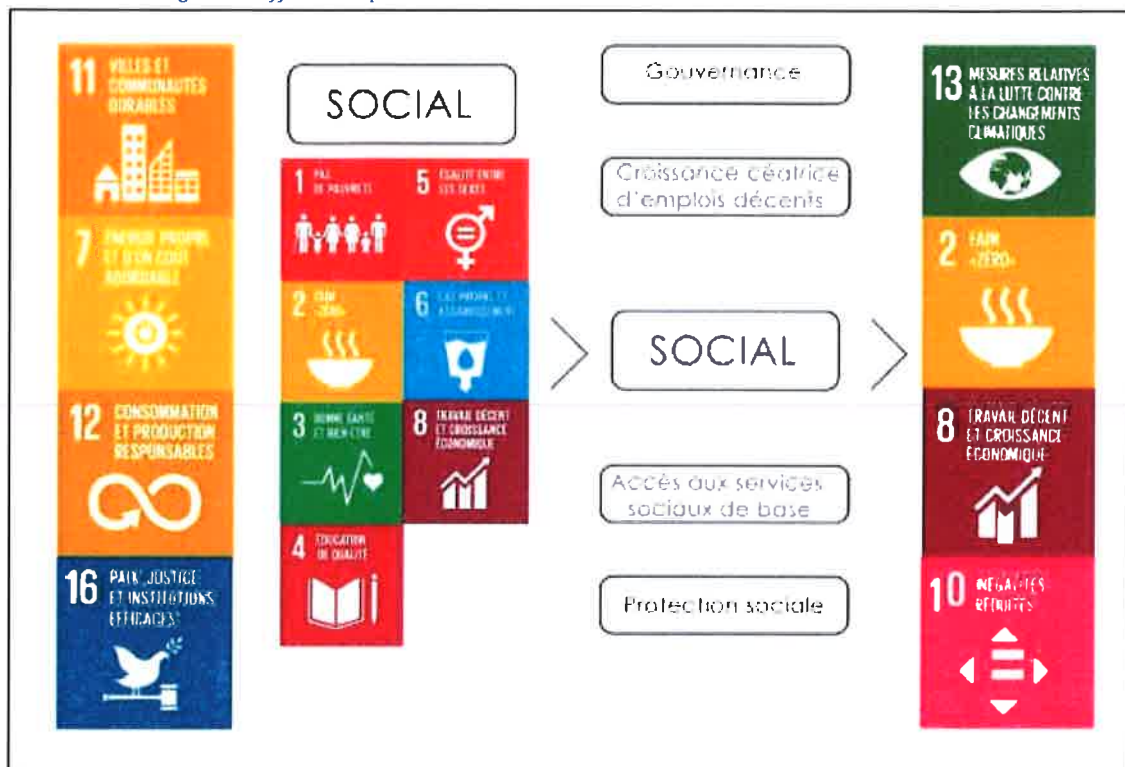 11 VILLES ET
COMMUNAUTÉS
DURABLES
7 ÉNERGIE PROPRE
ET D'UN COÛT
ABORDABLE
12 CONSOMMATION
ET PRODUCTION
RESPONSABLES
16 PAIX, JUSTICE
ET INSTITUTIONS
EFFICACES
SOCIAL
1 PAS
DE PAUVRETÉ
5 ÉGALITÉ ENTRE
LES SEXES
2 FAIM
«ZÉRO»
6 EAU PROPRE ET
ASSAINISSEMENT
3 BONNE SANTÉ
ET BIEN-ÊTRE
8 TRAVAIL DÉCENT
ET CROISSANCE
ÉCONOMIQUE
4 ÉDUCATION
DE QUALITÉ
Gouvernance
Croissance céatrice
d'emplois décents
SOCIAL
Accès aux services
sociaux de base
Protection sociale
13 MESURES RELATIVES
À LA LUTTE CONTRE
LES CHANGEMENTS
CLIMATIQUES
2 FAIM
«ZÉRO»
8 TRAVAIL DÉCENT
ET CROISSANCE
ÉCONOMIQUE
10 INÉGALITÉS
RÉDUITES